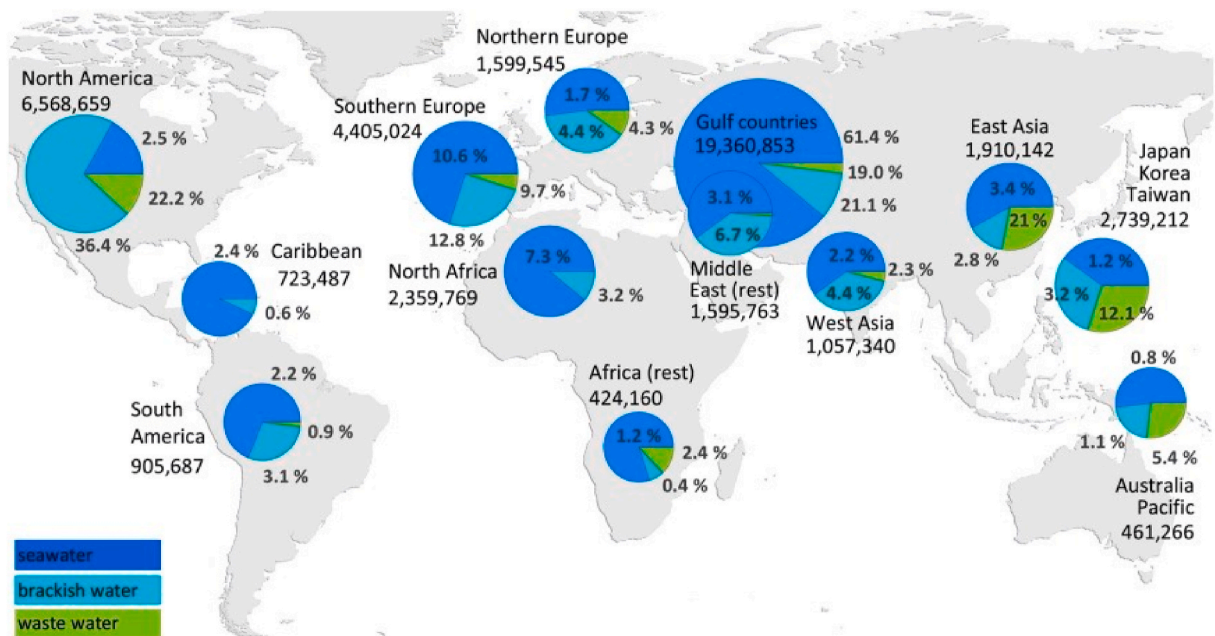 Northern Europe
1,599,545
1.7 %
4.4 %
4.3 %
North America
6,568,659
2.5 %
22.2 %
36.4 %
Southern Europe
4,405,024
10.6 %
9.7 %
12.8 %
Gulf countries
19,360,853
61.4 %
19.0 %
21.1 %
3.1 %
6.7 %
Middle
East (rest)
1,595,763
East Asia
1,910,142
3.4 %
21 %
2.8 %
Japan
Korea
Taiwan
2,739,212
1.2 %
3.2 %
12.1 %
2.4 %
Caribbean
723,487
0.6 %
North Africa
2,359,769
7.3 %
3.2 %
2.2 %
2.3 %
4.4 %
West Asia
1,057,340
2.2 %
South
America
905,687
0.9 %
3.1 %
Africa (rest)
424,160
1.2 %
2.4 %
0.4 %
0.8 %
1.1 %
5.4 %
Australia
Pacific
461,266
seawater
brackish water
waste water